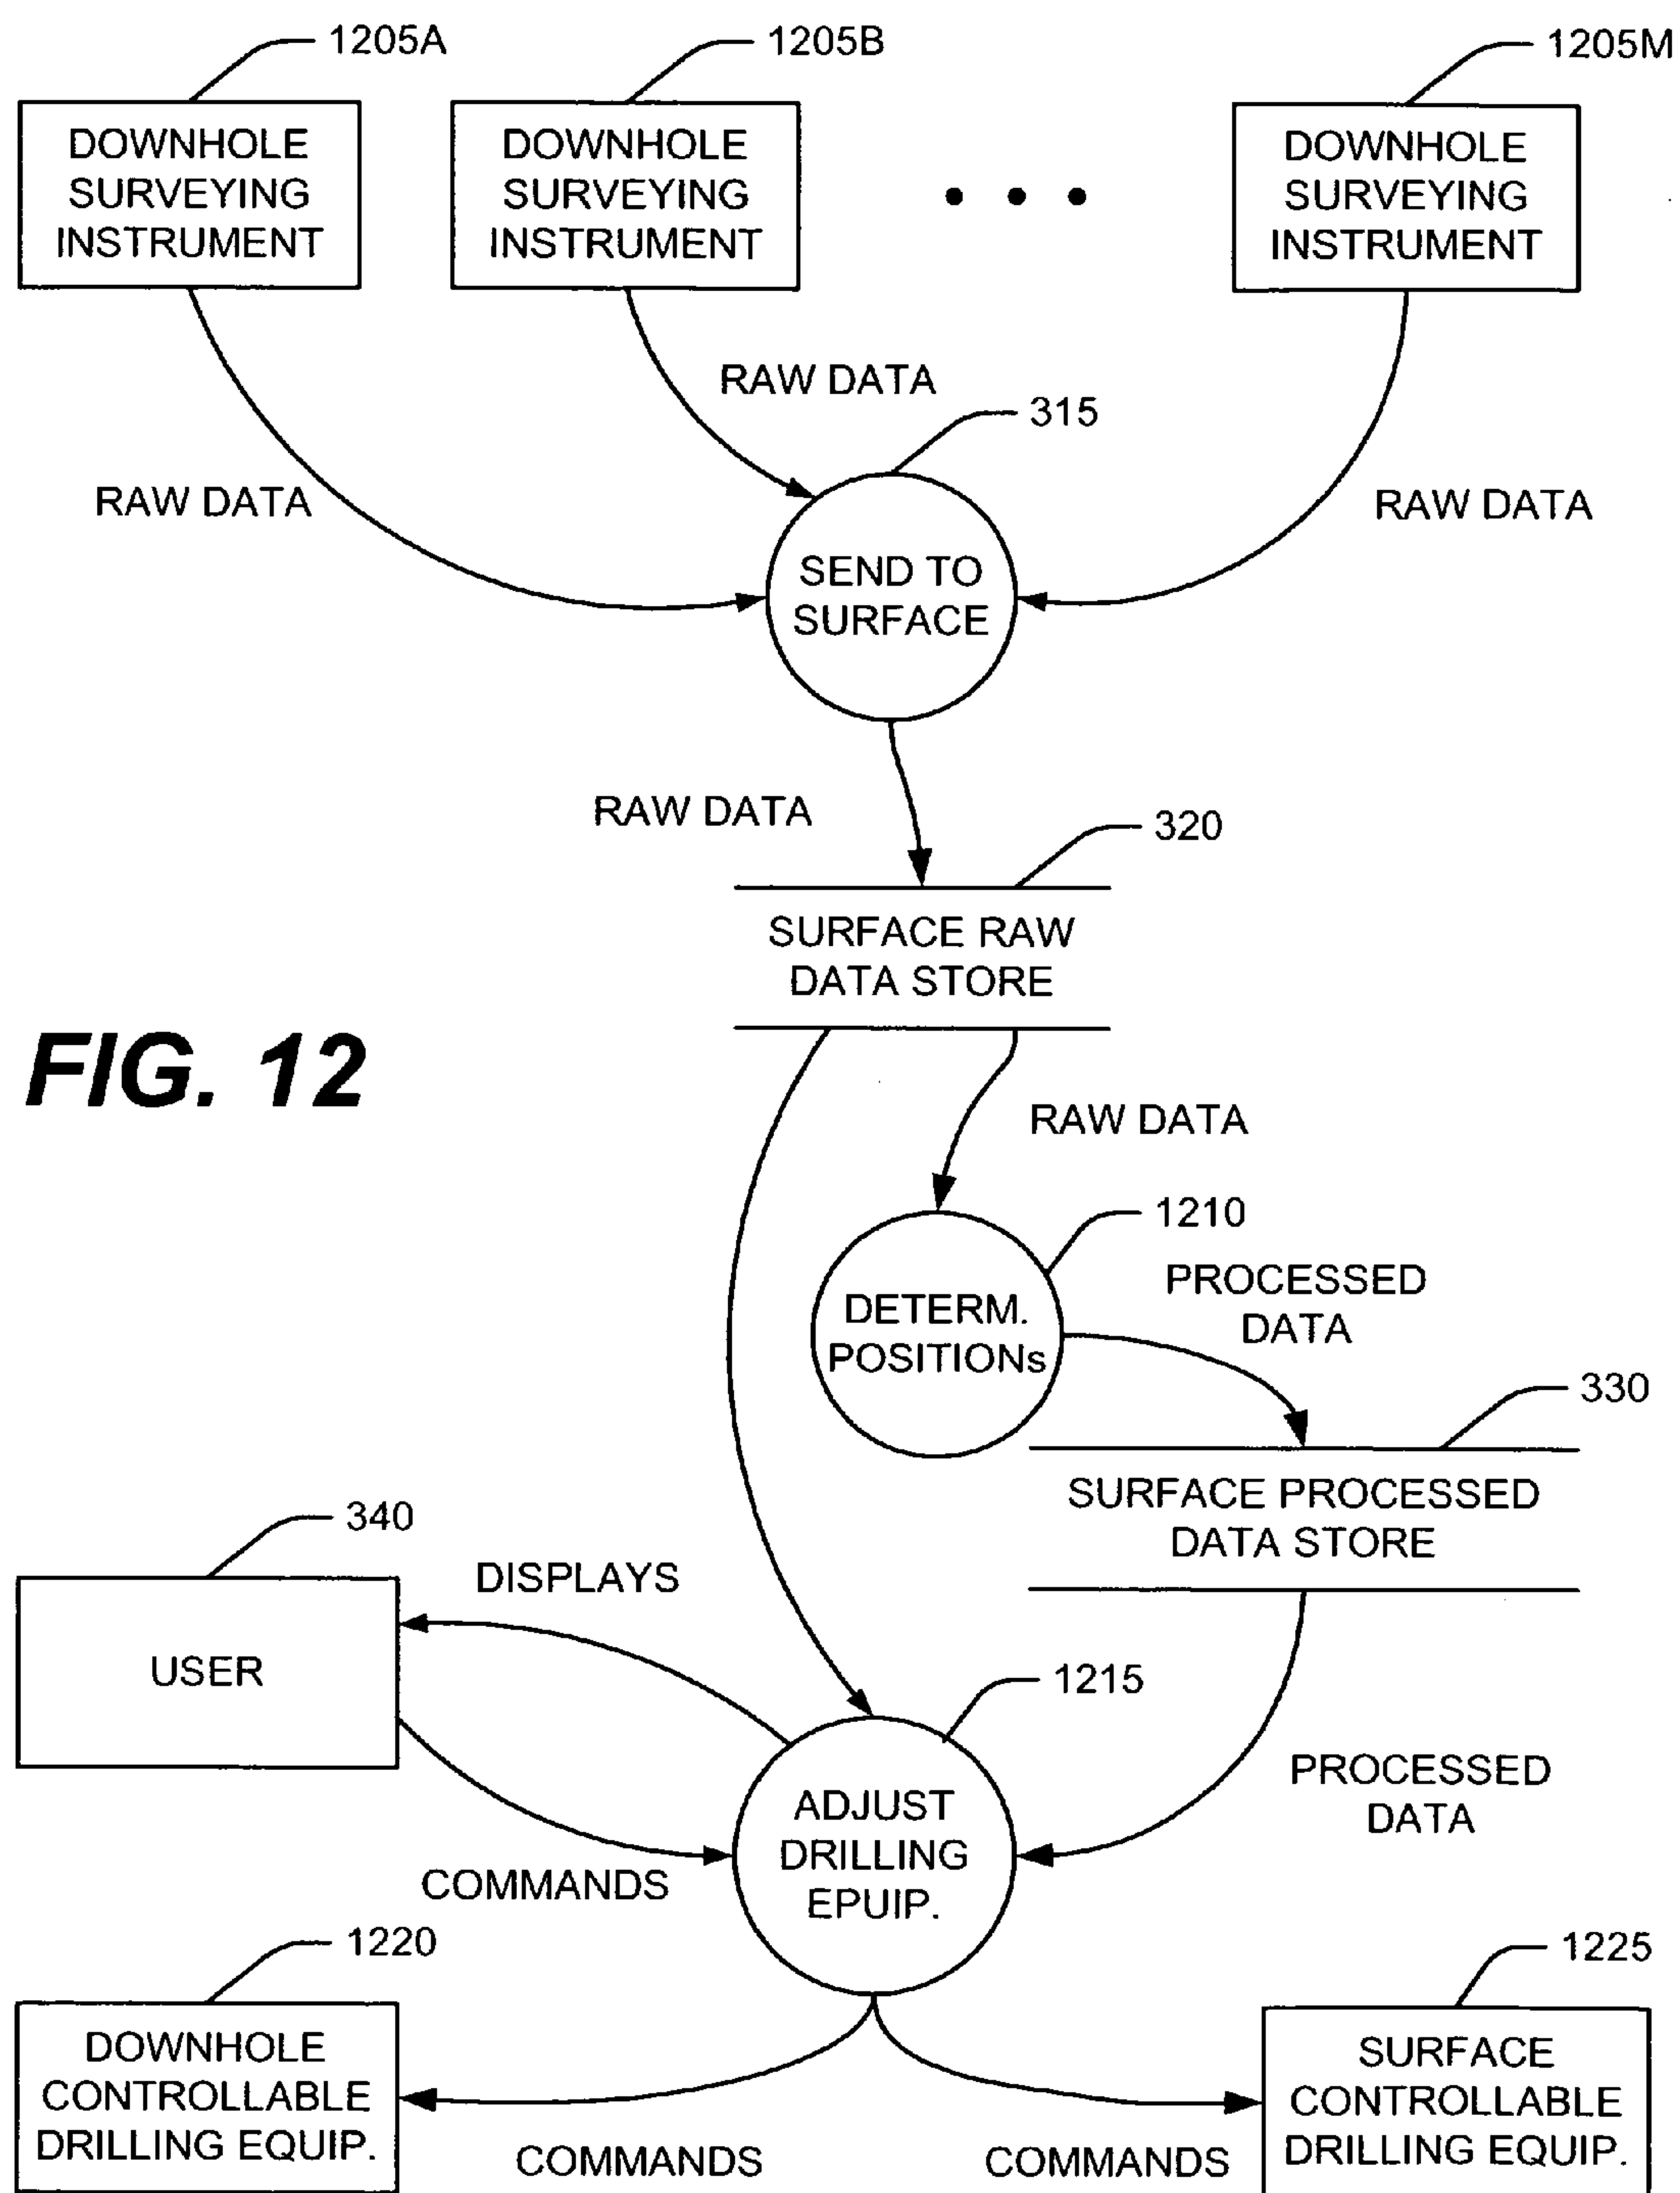 1205A
1205B
1205M
DOWNHOLE
SURVEYING
INSTRUMENT
DOWNHOLE
SURVEYING
INSTRUMENT
DOWNHOLE
SURVEYING
INSTRUMENT
RAW DATA
315
RAW DATA
RAW DATA
SEND TO
SURFACE
RAW DATA
320
SURFACE RAW
DATA STORE
FIG. 12
RAW DATA
1210
PROCESSED
DATA
DETERM.
POSITIONs
330
SURFACE PROCESSED
DATA STORE
340
DISPLAYS
USER
1215
PROCESSED
DATA
ADJUST
DRILLING
EPUIP.
COMMANDS
1220
1225
DOWNHOLE
CONTROLLABLE
DRILLING EQUIP.
SURFACE
CONTROLLABLE
DRILLING EQUIP.
COMMANDS
COMMANDS